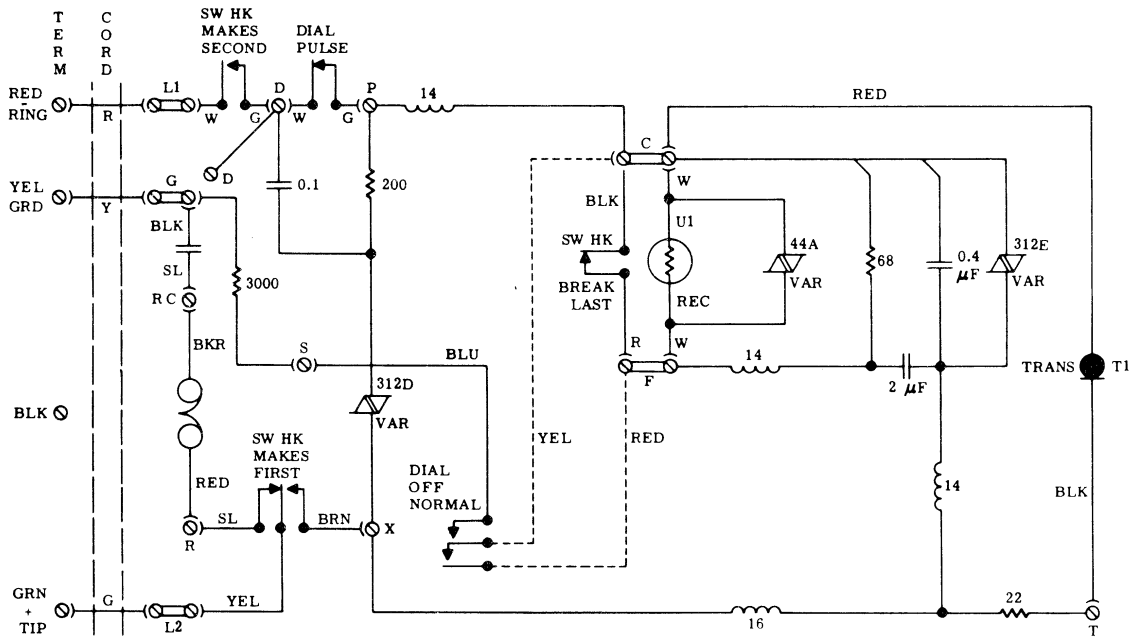 T E R M
C O R D
SW HK
MAKES
SECOND
DIAL
PULSE
RED
-
RING
R
L1
W
G
D
W
G
P
14
RED
C
D
YEL
GRD
Y
G
0.1
200
BLK
W
U1
BLK
SL
RC
3000
SW HK
BREAK
LAST
REC
44A
VAR
68
0.4
μF
312E
VAR
BKR
S
BLU
R
F
W
14
2 μF
TRANS
T1
312D
VAR
BLK
SW HK
MAKES
FIRST
YEL
RED
DIAL
OFF
NORMAL
RED
14
BLK
R
SL
BRN
X
GRN
+
TIP
G
L2
YEL
16
22
T